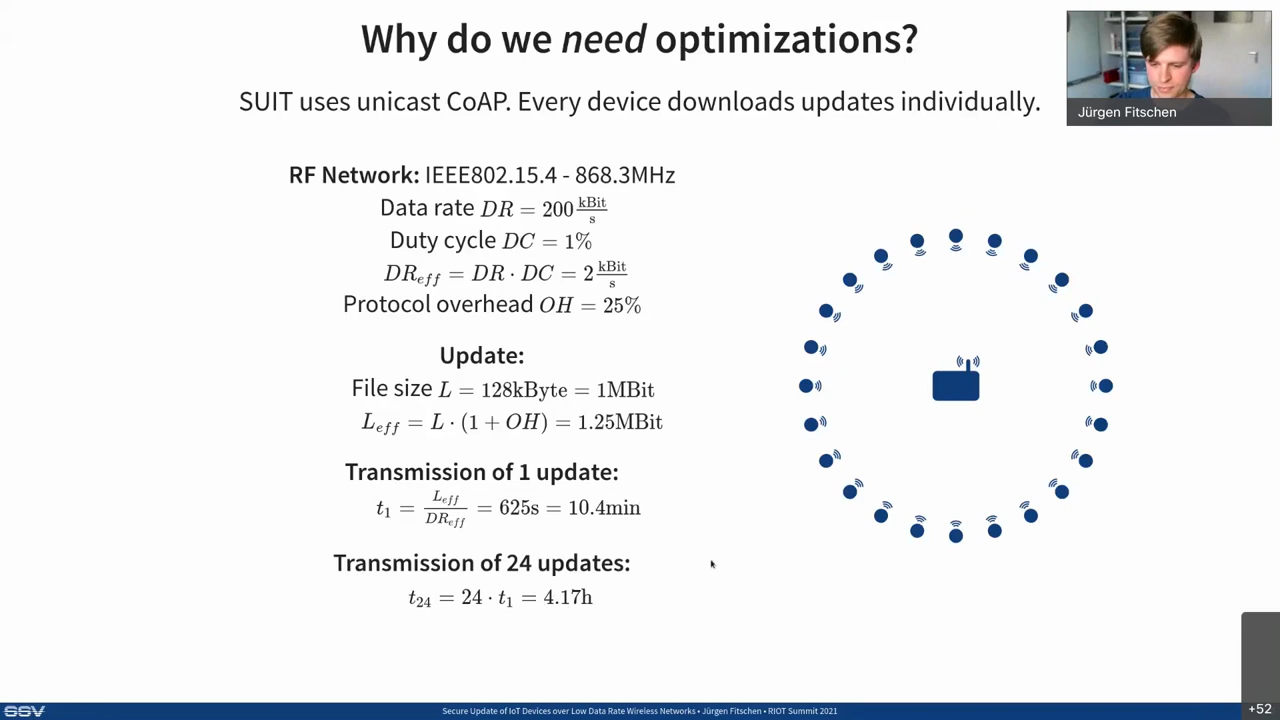 Why do we need optimizations?
SUIT uses unicast CoAP. Every device downloads updates individually.
Jürgen Fitschen
RF Network: IEEE802.15.4 - 868.3MHz
Data rate DR = 200 kBit/s
Duty cycle DC = 1%
DR_eff = DR · DC = 2 kBit/s
Protocol overhead OH = 25%
Update:
File size L = 128kByte = 1MBit
L_eff = L · (1 + OH) = 1.25MBit
Transmission of 1 update:
t_1 = L_eff/DR_eff = 625s = 10.4min
Transmission of 24 updates:
t_24 = 24 · t_1 = 4.17h
SSV
Secure Update of IoT Devices over Low Data Rate Wireless Networks • Jürgen Fitschen • RIOT Summit 2021
+52